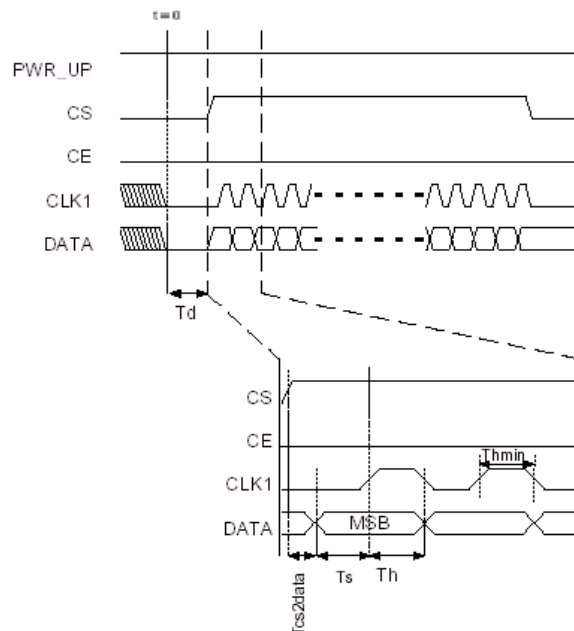 t=0
PWR_UP
CS
CE
CLK1
DATA
Td
CS
CE
Thmin
CLK1
DATA
MSB
Tcs2data
Ts
Th